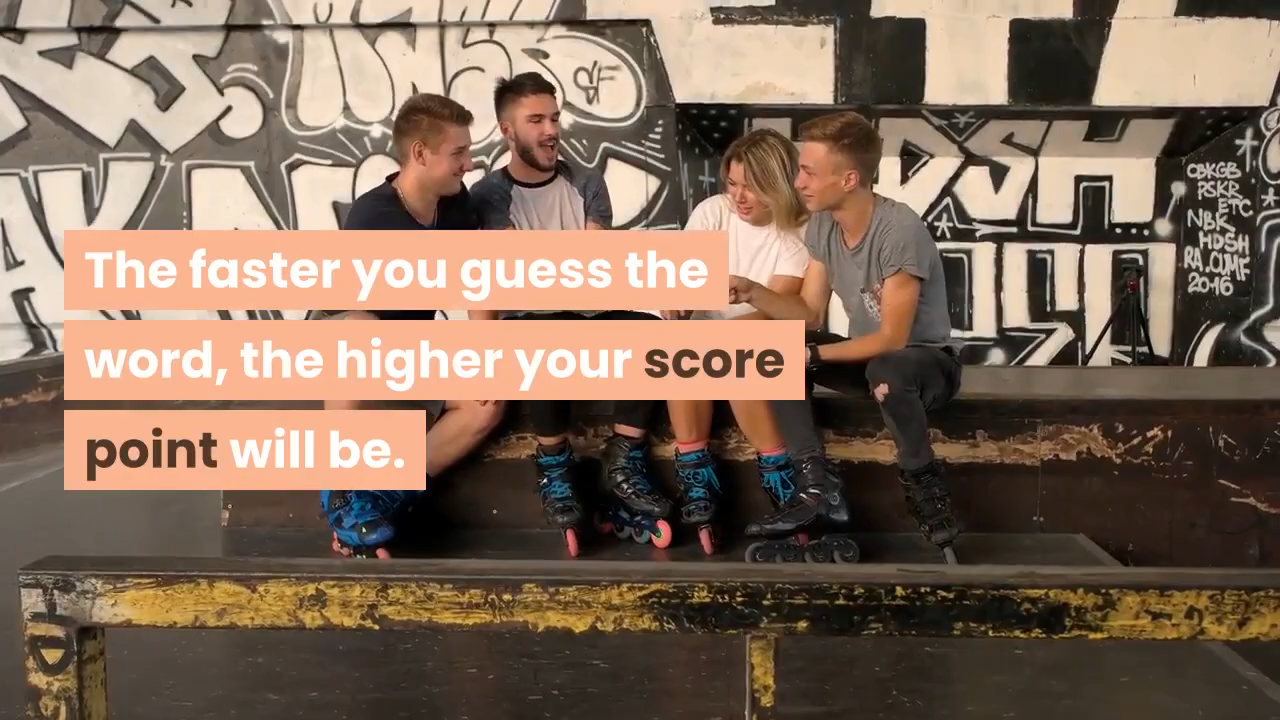 The faster you guess the
word, the higher your score
point will be.
CBKGB
PSKR
ETC
NBK
HDSH
RA.CUMF
2016
HDSH